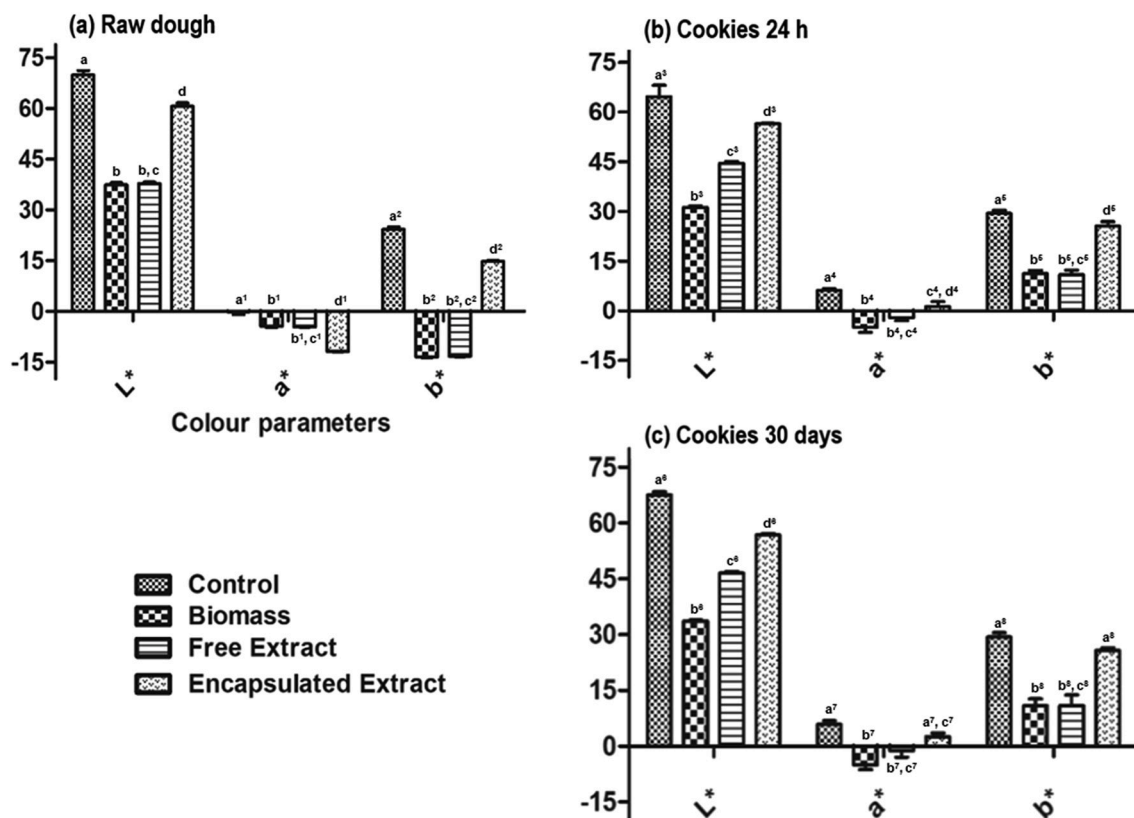 (a) Raw dough
75
60
45
30
15
0
-15
a
b
b, c
d
a¹
b¹
b¹, c¹
d¹
a²
b²
b², c²
d²
L*
a*
b*
Colour parameters
(b) Cookies 24 h
75
60
45
30
15
0
-15
a³
b³
c³
d³
a⁴
b⁴
b⁴, c⁴
c⁴, d⁴
a⁵
b⁵
b⁵, c⁵
d⁵
L*
a*
b*
(c) Cookies 30 days
75
60
45
30
15
0
-15
a⁶
b⁶
c⁶
d⁶
a⁷
b⁷
b⁷, c⁷
a⁷, c⁷
a⁸
b⁸
b⁸, c⁸
a⁸
L*
a*
b*
Control
Biomass
Free Extract
Encapsulated Extract